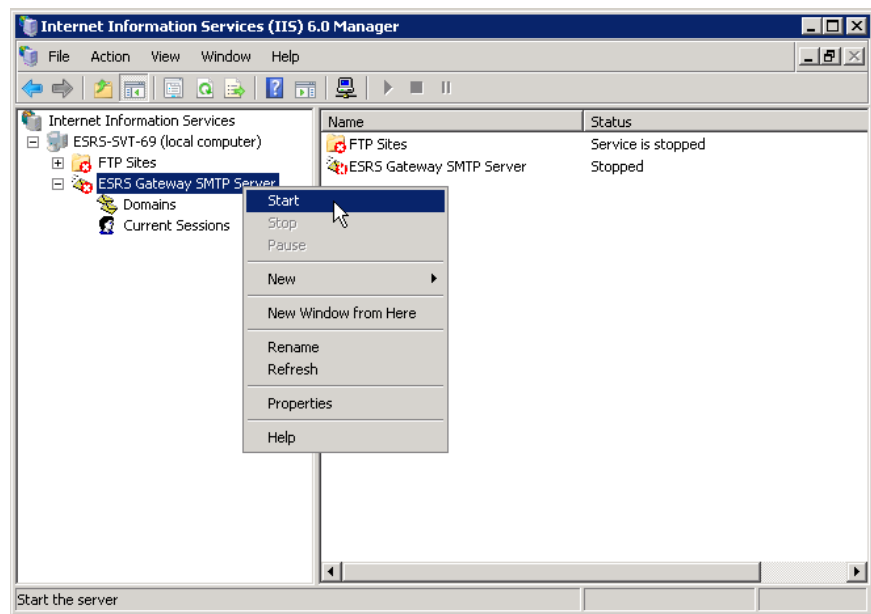 Internet Information Services (IIS) 6.0 Manager
File Action View Window Help
Internet Information Services
ESRS-SVT-69 (local computer)
FTP Sites
ESRS Gateway SMTP Server
Domains
Current Sessions
Name Status
FTP Sites Service is stopped
ESRS Gateway SMTP Server Stopped
Start
Stop
Pause
New
New Window from Here
Rename
Refresh
Properties
Help
Start the server